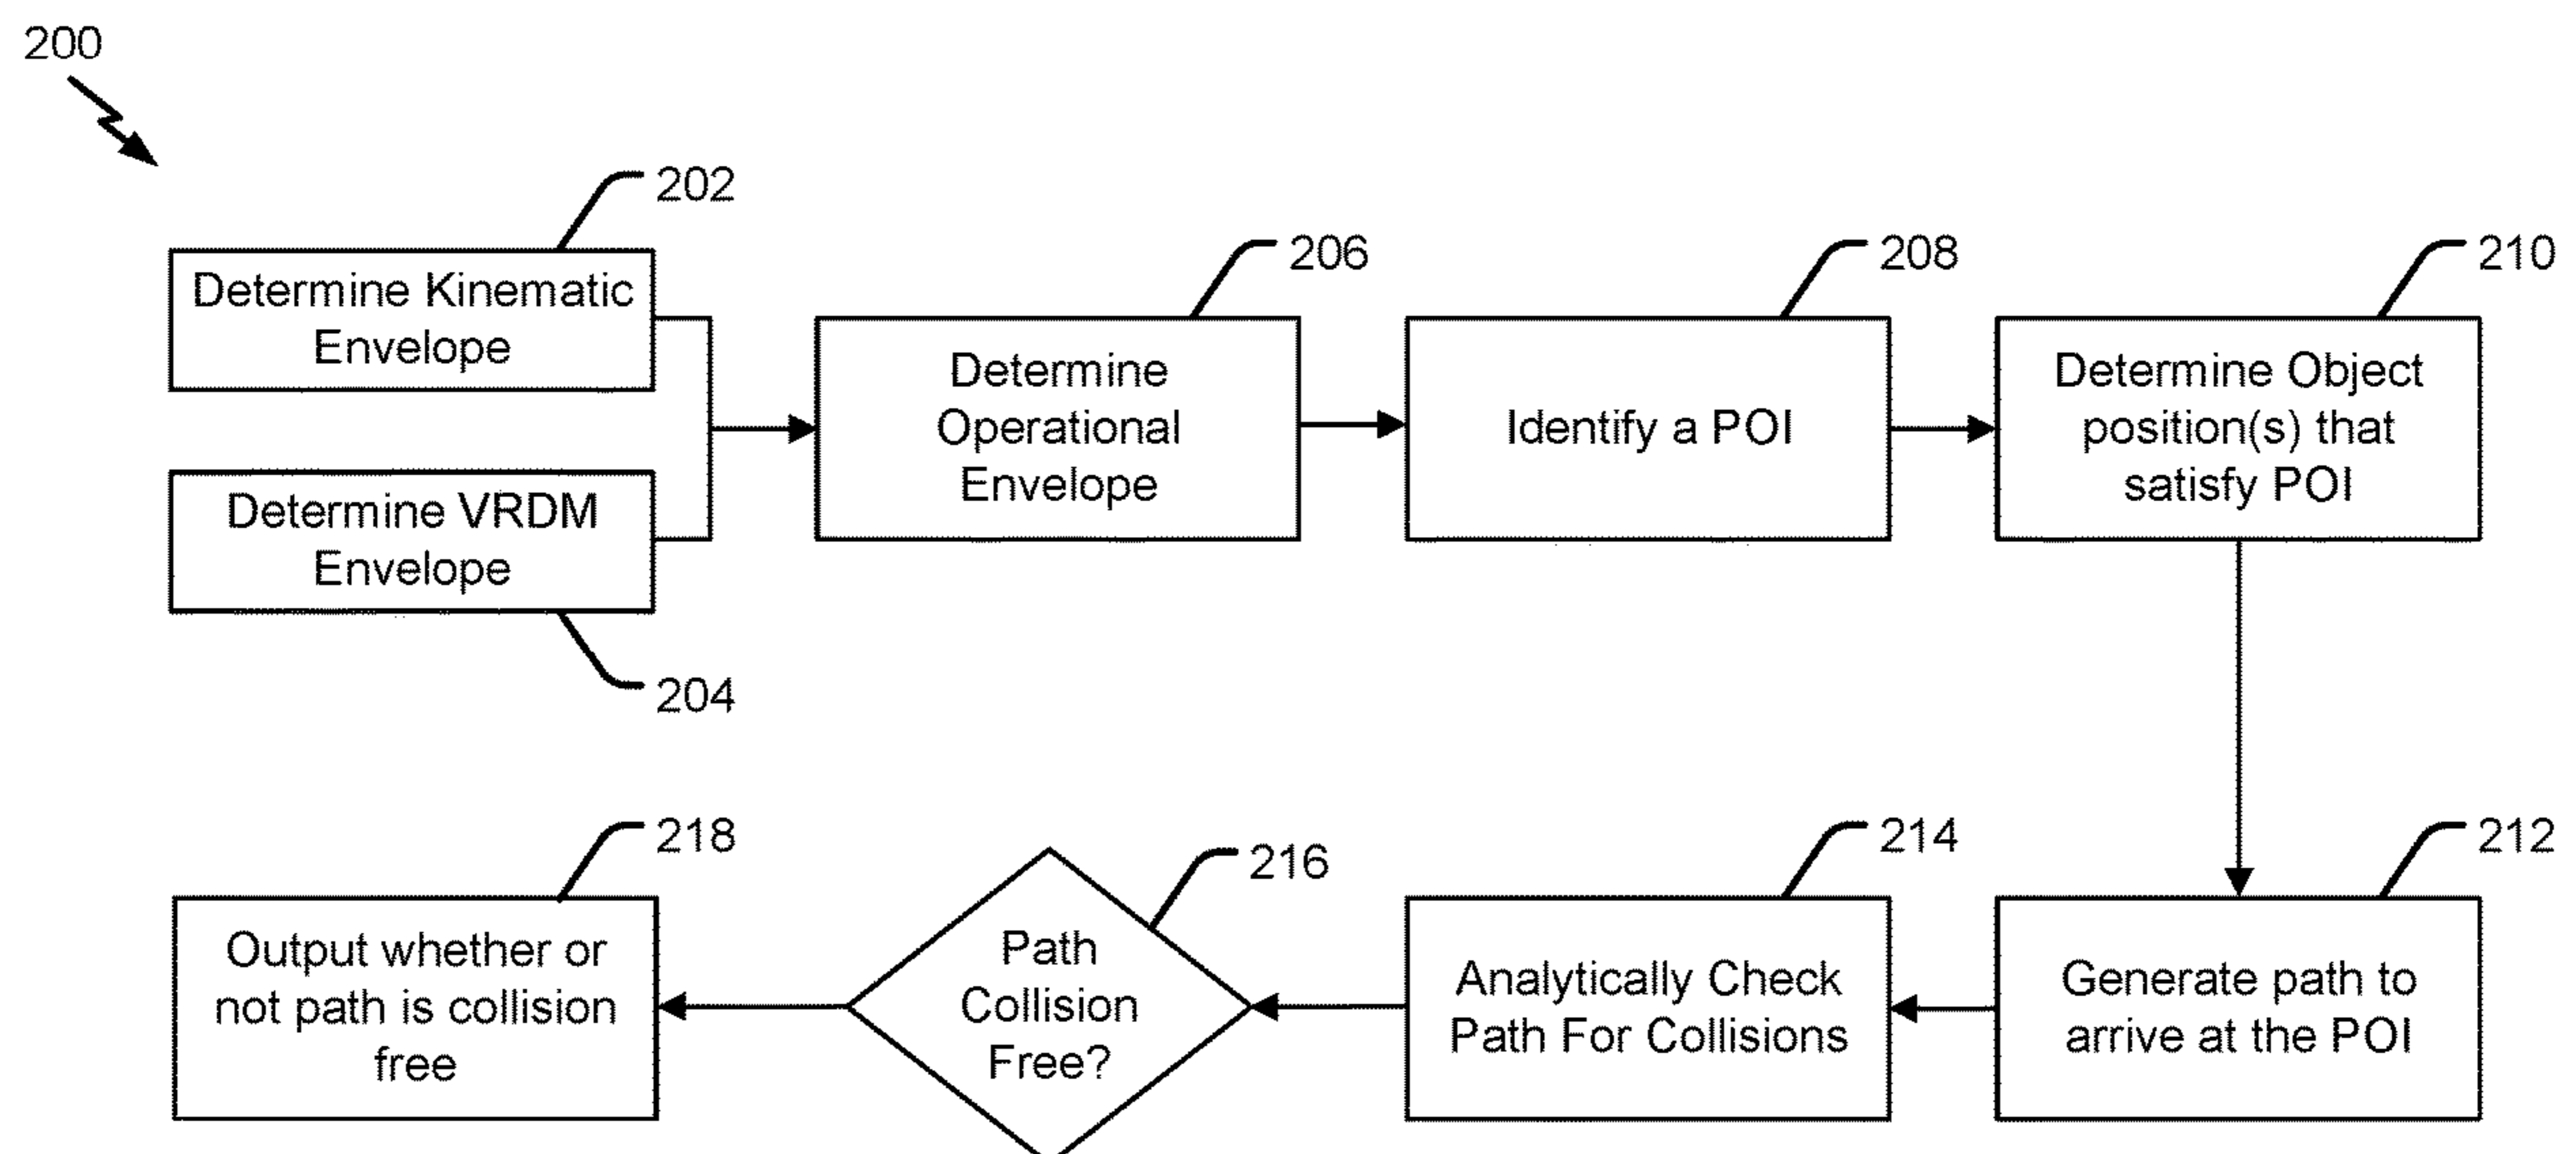 200
202
Determine Kinematic
Envelope
Determine VRDM
Envelope
204
206
Determine
Operational
Envelope
208
Identify a POI
210
Determine Object
position(s) that
satisfy POI
212
Generate path to
arrive at the POI
214
Analytically Check
Path For Collisions
216
Path
Collision
Free?
218
Output whether or
not path is collision
free